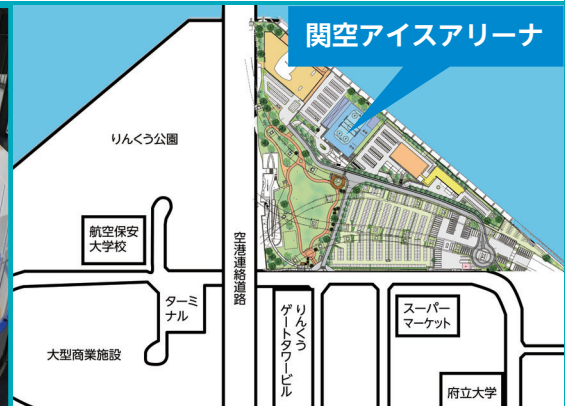 関空アイスアリーナ
りんくう公園
航空保安
大学校
空港連絡道路
ターミ
ナル
りんくう
ゲートタワービル
スーパー
マーケット
大型商業施設
府立大学